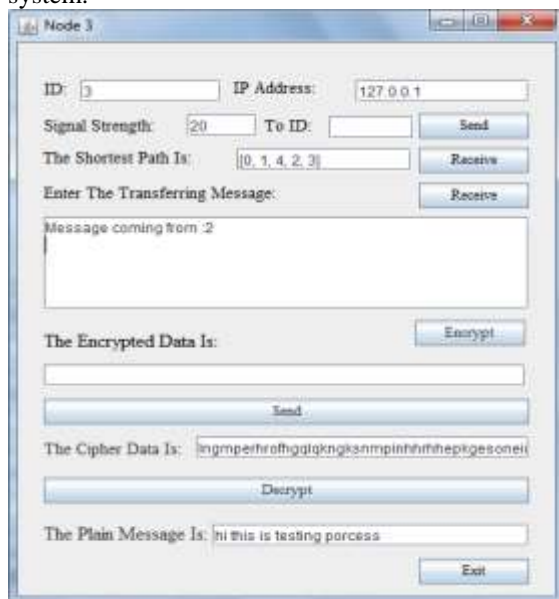 system.
Node 3
ID: 3 IP Address: 127.0.0.1
Signal Strength: 20 To ID: Send
The Shortest Path Is: [0, 1, 4, 2, 3] Receive
Enter The Transferring Message: Receive
Message coming from :2
The Encrypted Data Is: Encrypt
Send
The Cipher Data Is:
Decrypt
The Plain Message Is: hi this is testing porcess
Exit